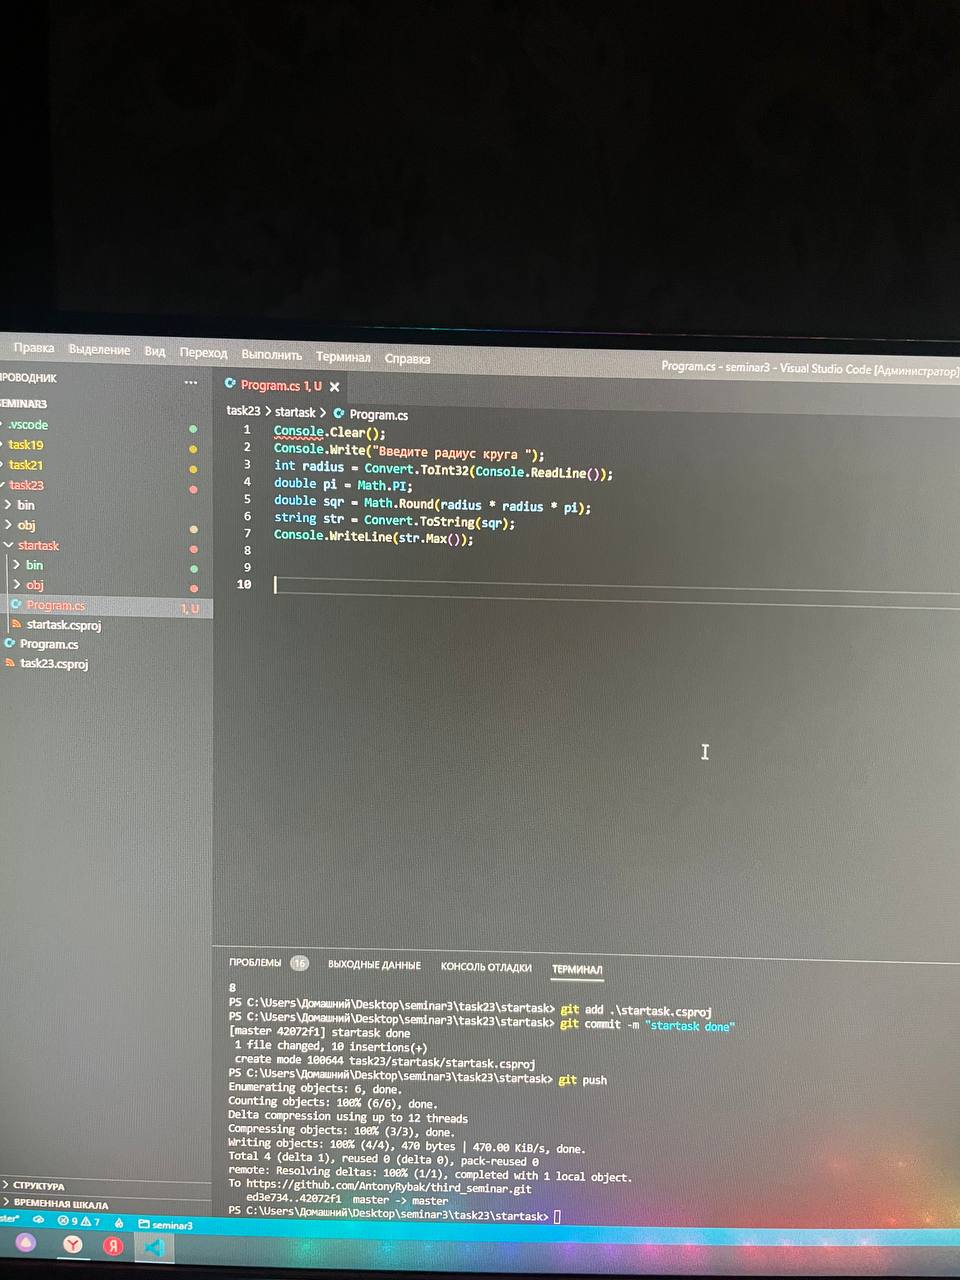 Правка Выделение Вид Переход Выполнить Терминал Справка
Program.cs - seminar3 - Visual Studio Code [Администратор]
РОВОДНИК ...
EMINAR3
.vscode
task19
task21
task23
bin
obj
startask
bin
obj
Program.cs 1, U
startask.csproj
Program.cs
task23.csproj
Program.cs 1, U
task23 > startask > Program.cs
1 Console.Clear();
2 Console.Write("Введите радиус круга ");
3 int radius = Convert.ToInt32(Console.ReadLine());
4 double pi = Math.PI;
5 double sqr = Math.Round(radius * radius * pi);
6 string str = Convert.ToString(sqr);
7 Console.WriteLine(str.Max());
8
9
10
ПРОБЛЕМЫ 16 ВЫХОДНЫЕ ДАННЫЕ КОНСОЛЬ ОТЛАДКИ ТЕРМИНАЛ
8
PS C:\Users\Домашний\Desktop\seminar3\task23\startask> git add .\startask.csproj
PS C:\Users\Домашний\Desktop\seminar3\task23\startask> git commit -m "startask done"
[master 42072f1] startask done
1 file changed, 10 insertions(+)
create mode 100644 task23/startask/startask.csproj
PS C:\Users\Домашний\Desktop\seminar3\task23\startask> git push
Enumerating objects: 6, done.
Counting objects: 100% (6/6), done.
Delta compression using up to 12 threads
Compressing objects: 100% (3/3), done.
Writing objects: 100% (4/4), 470 bytes | 470.00 KiB/s, done.
Total 4 (delta 1), reused 0 (delta 0), pack-reused 0
remote: Resolving deltas: 100% (1/1), completed with 1 local object.
To https://github.com/AntonyRybak/third_seminar.git
ed3e734..42072f1 master -> master
PS C:\Users\Домашний\Desktop\seminar3\task23\startask>
СТРУКТУРА
ВРЕМЕННАЯ ШКАЛА
ster* 9 7 seminar3
Y Я